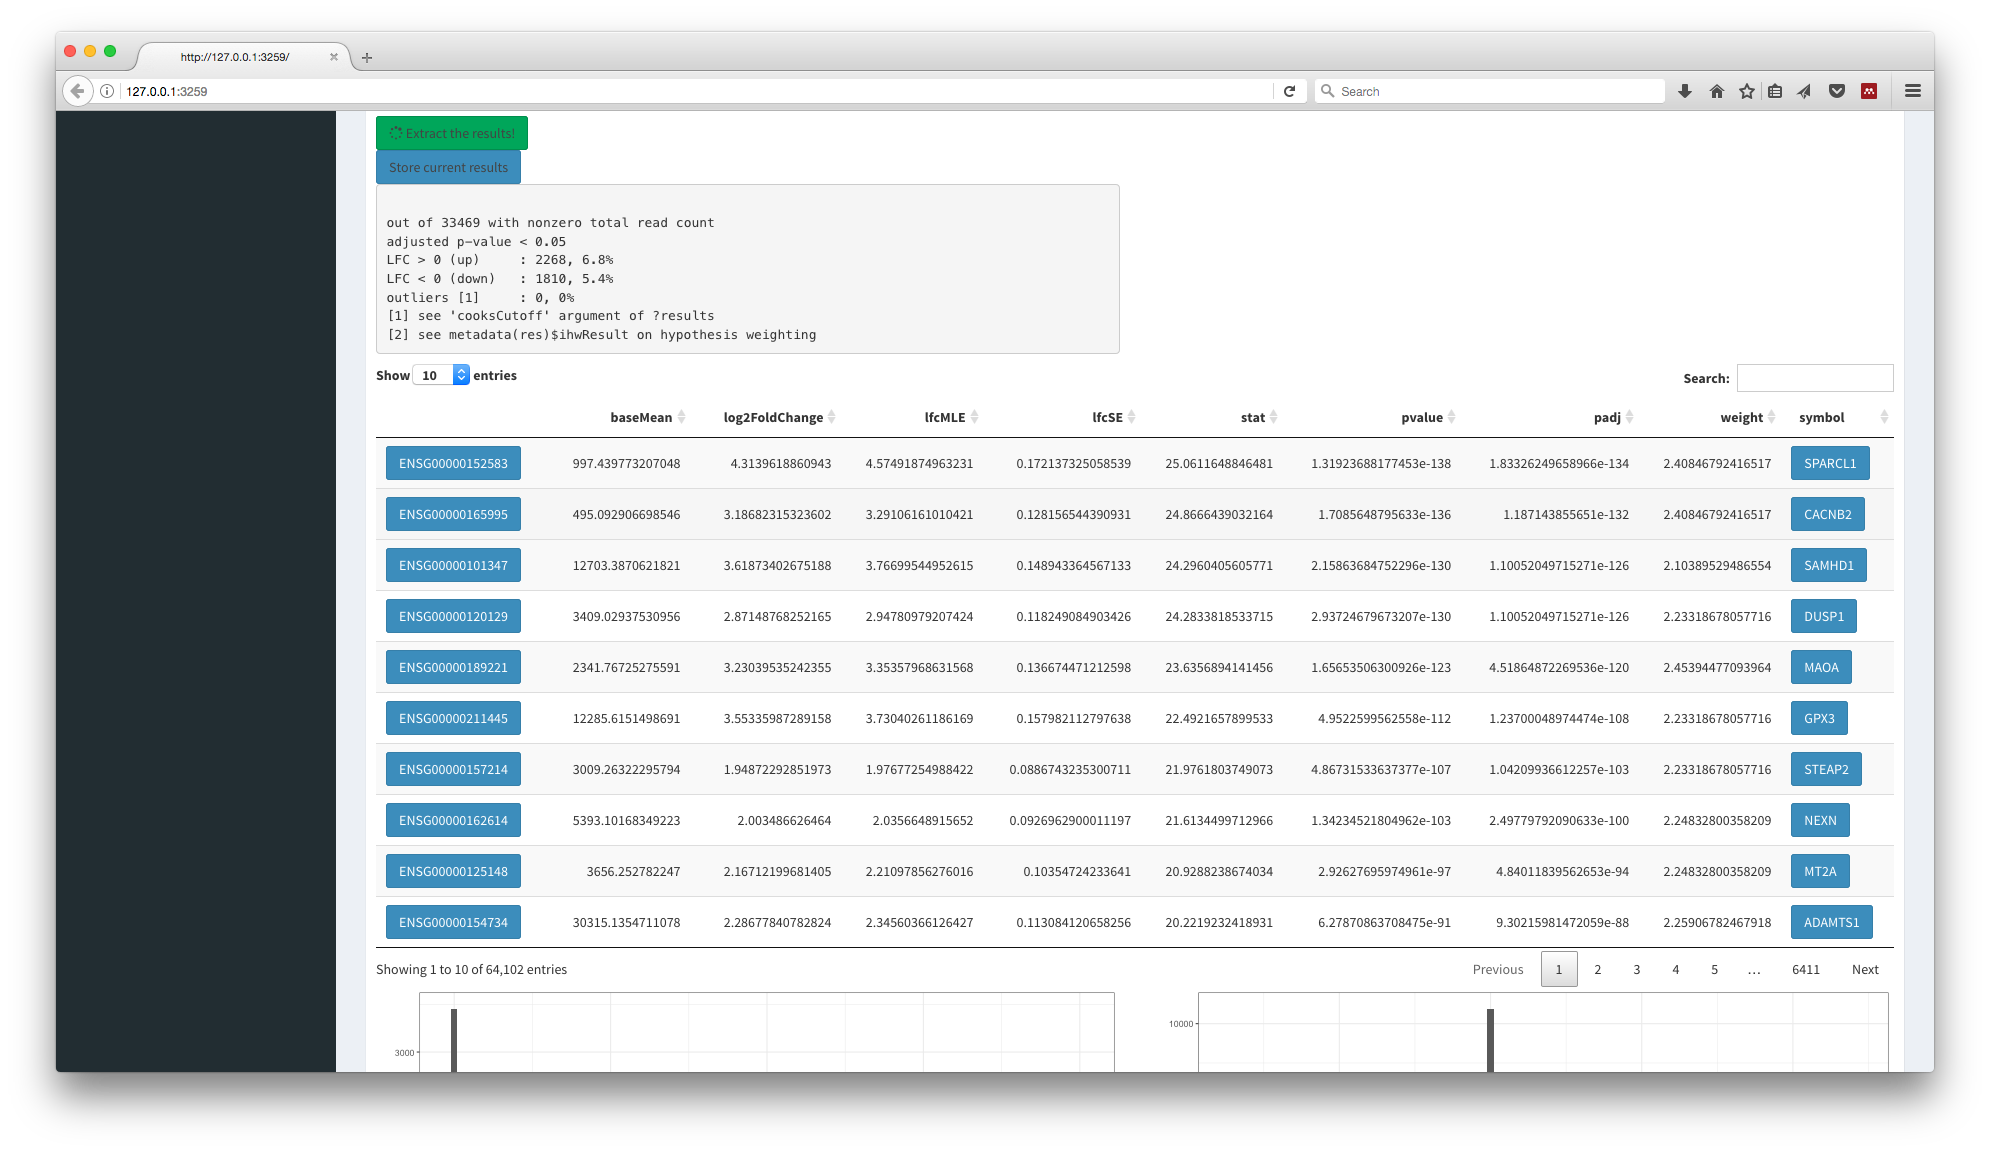 http://127.0.0.1:3259/
127.0.0.1:3259
Search
Extract the results!
Store current results
out of 33469 with nonzero total read count
adjusted p-value < 0.05
LFC > 0 (up) : 2268, 6.8%
LFC < 0 (down) : 1810, 5.4%
outliers [1] : 0, 0%
[1] see 'cooksCutoff' argument of ?results
[2] see metadata(res)$ihwResult on hypothesis weighting
Show 10 entries
Search:
baseMean log2FoldChange lfcMLE lfcSE stat pvalue padj weight symbol
ENSG00000152583 997.439773207048 4.3139618860943 4.57491874963231 0.172137325058539 25.0611648846481 1.31923688177453e-138 1.83326249658966e-134 2.40846792416517 SPARCL1
ENSG00000165995 495.092906698546 3.18682315323602 3.29106161010421 0.128156544390931 24.8666439032164 1.7085648795633e-136 1.187143855651e-132 2.40846792416517 CACNB2
ENSG00000101347 12703.3870621821 3.61873402675188 3.76699544952615 0.148943364567133 24.2960405605771 2.15863684752296e-130 1.10052049715271e-126 2.10389529486554 SAMHD1
ENSG00000120129 3409.02937530956 2.87148768252165 2.94780979207424 0.118249084903426 24.2833818533715 2.93724679673207e-130 1.10052049715271e-126 2.23318678057716 DUSP1
ENSG00000189221 2341.76725275591 3.23039535242355 3.35357968631568 0.136674471212598 23.6356894141456 1.65653506300926e-123 4.51864872269536e-120 2.45394477093964 MAOA
ENSG00000211445 12285.6151498691 3.55335987289158 3.73040261186169 0.157982112797638 22.4921657899533 4.9522599562558e-112 1.23700048974474e-108 2.23318678057716 GPX3
ENSG00000157214 3009.26322295794 1.94872292851973 1.97677254988422 0.0886743235300711 21.9761803749073 4.86731533637377e-107 1.04209936612257e-103 2.23318678057716 STEAP2
ENSG00000162614 5393.10168349223 2.003486626464 2.0356648915652 0.0926962900011197 21.6134499712966 1.34234521804962e-103 2.49779792090633e-100 2.24832800358209 NEXN
ENSG00000125148 3656.252782247 2.16712199681405 2.21097856276016 0.10354724233641 20.9288238674034 2.92627695974961e-97 4.84011839562653e-94 2.24832800358209 MT2A
ENSG00000154734 30315.1354711078 2.28677840782824 2.34560366126427 0.113084120658256 20.2219232418931 6.27870863708475e-91 9.30215981472059e-88 2.25906782467918 ADAMTS1
Showing 1 to 10 of 64,102 entries
Previous 1 2 3 4 5 … 6411 Next
3000
10000